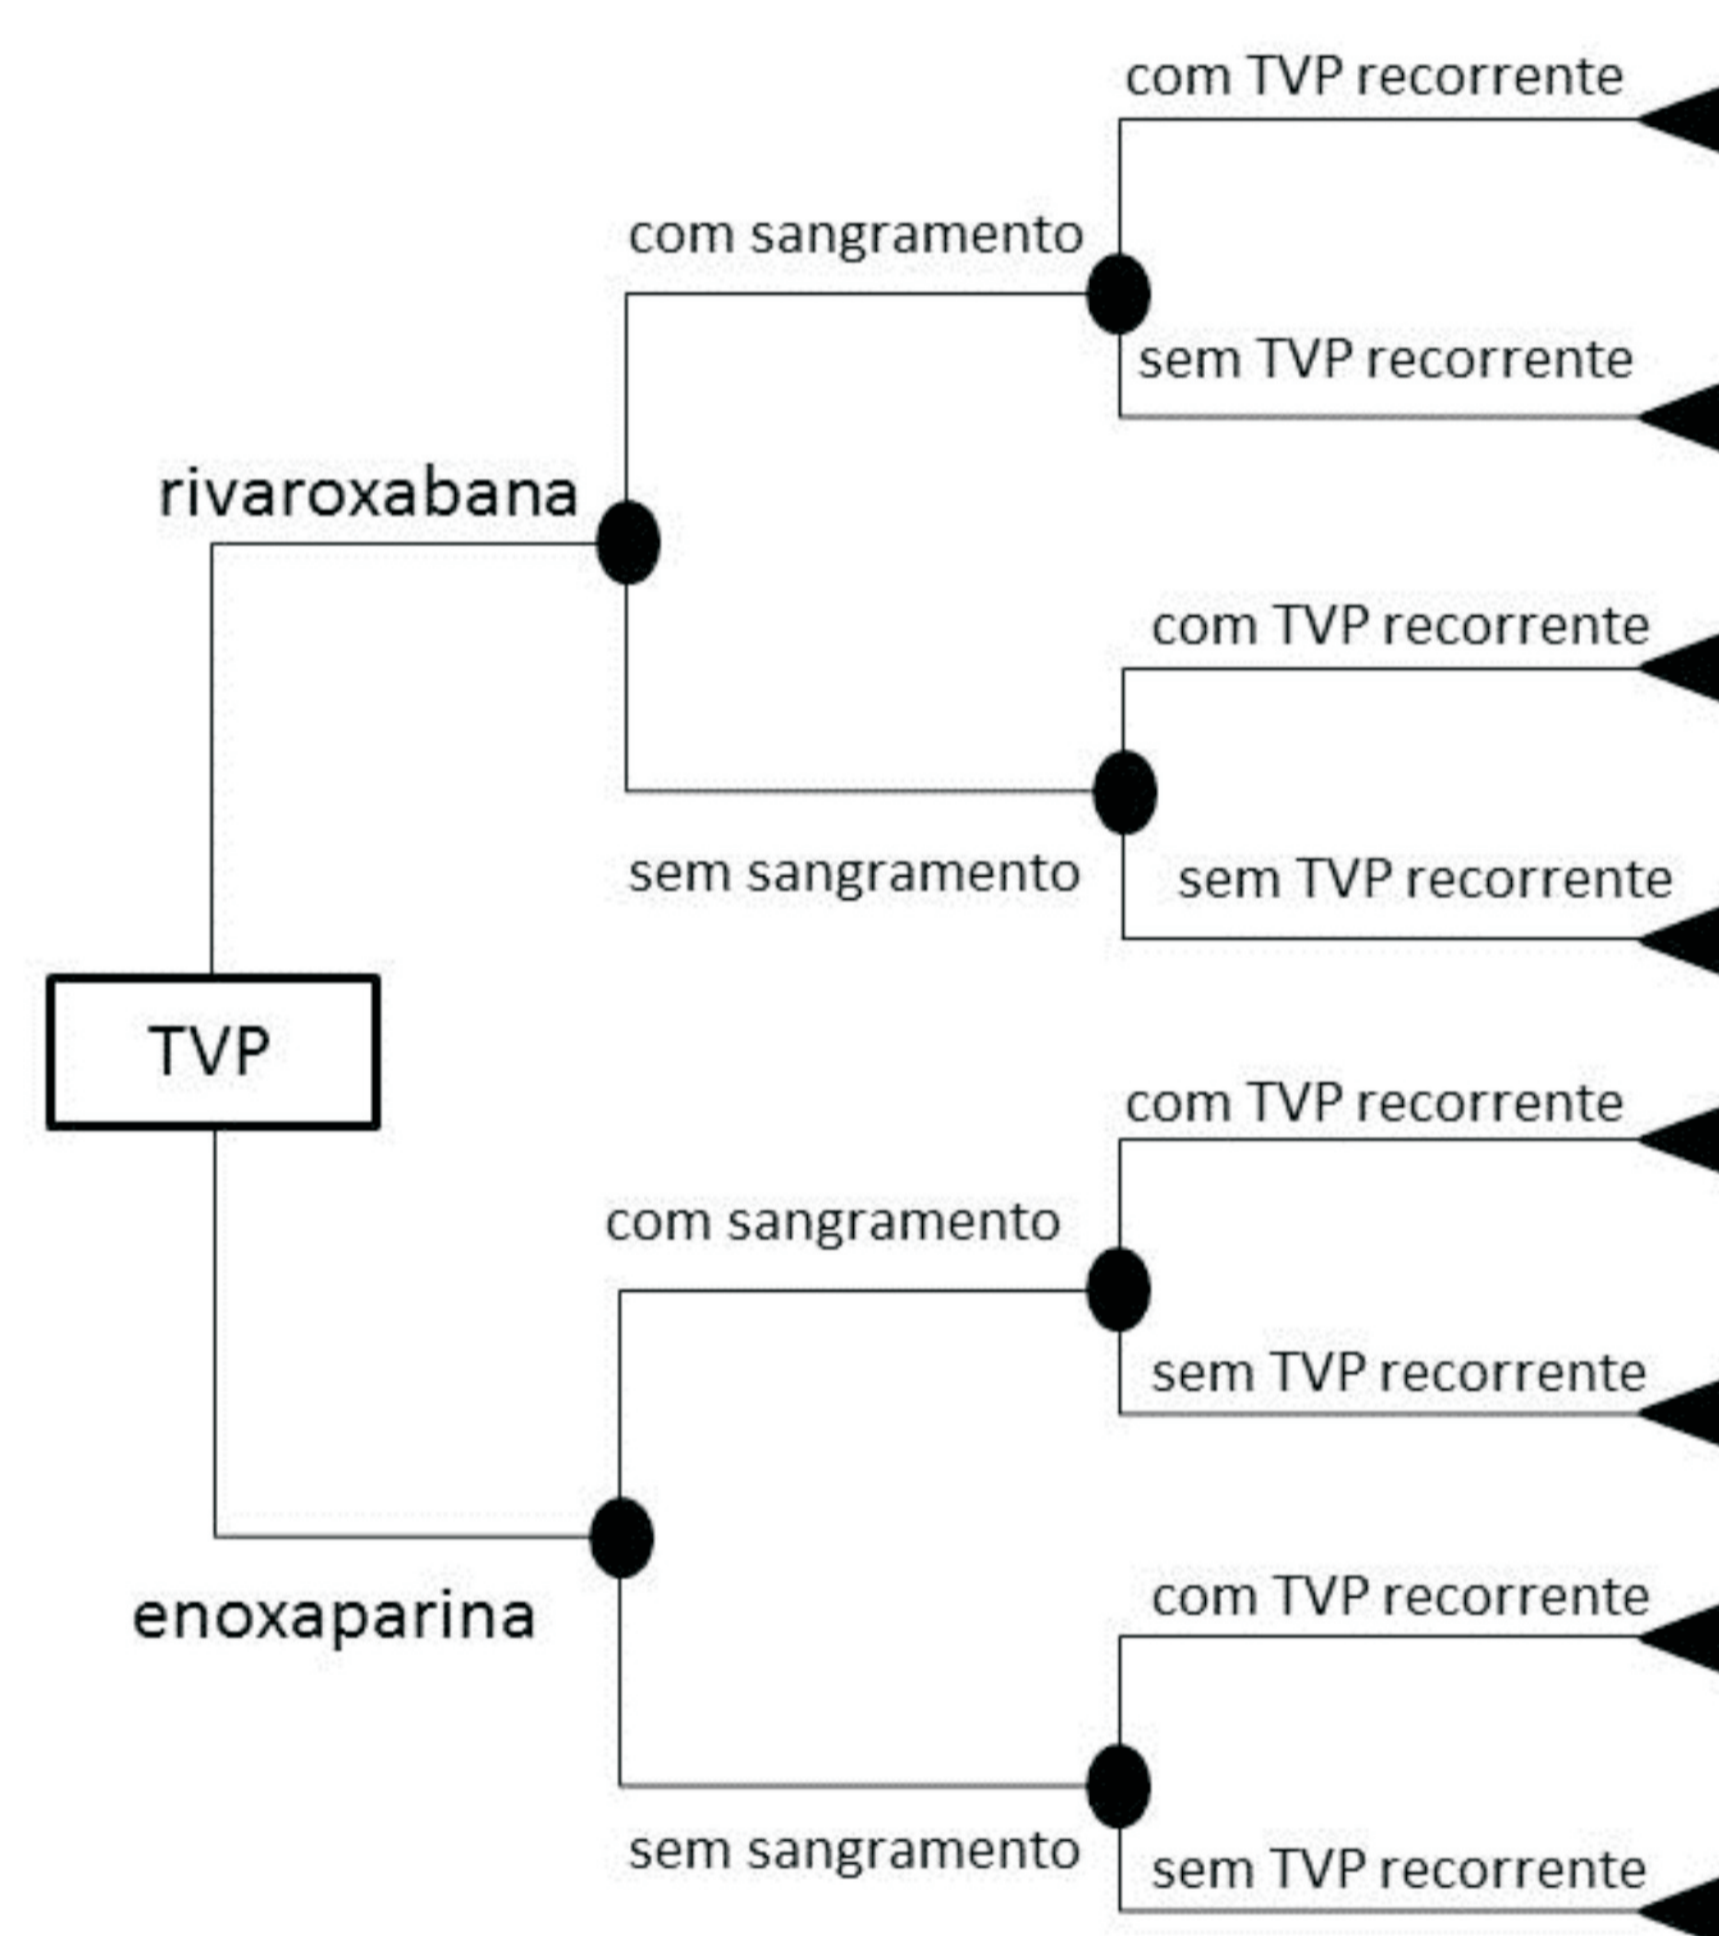 com TVP recorrente
com sangramento
sem TVP recorrente
rivaroxabana
com TVP recorrente
sem sangramento
sem TVP recorrente
TVP
com TVP recorrente
com sangramento
sem TVP recorrente
enoxaparina
com TVP recorrente
sem sangramento
sem TVP recorrente